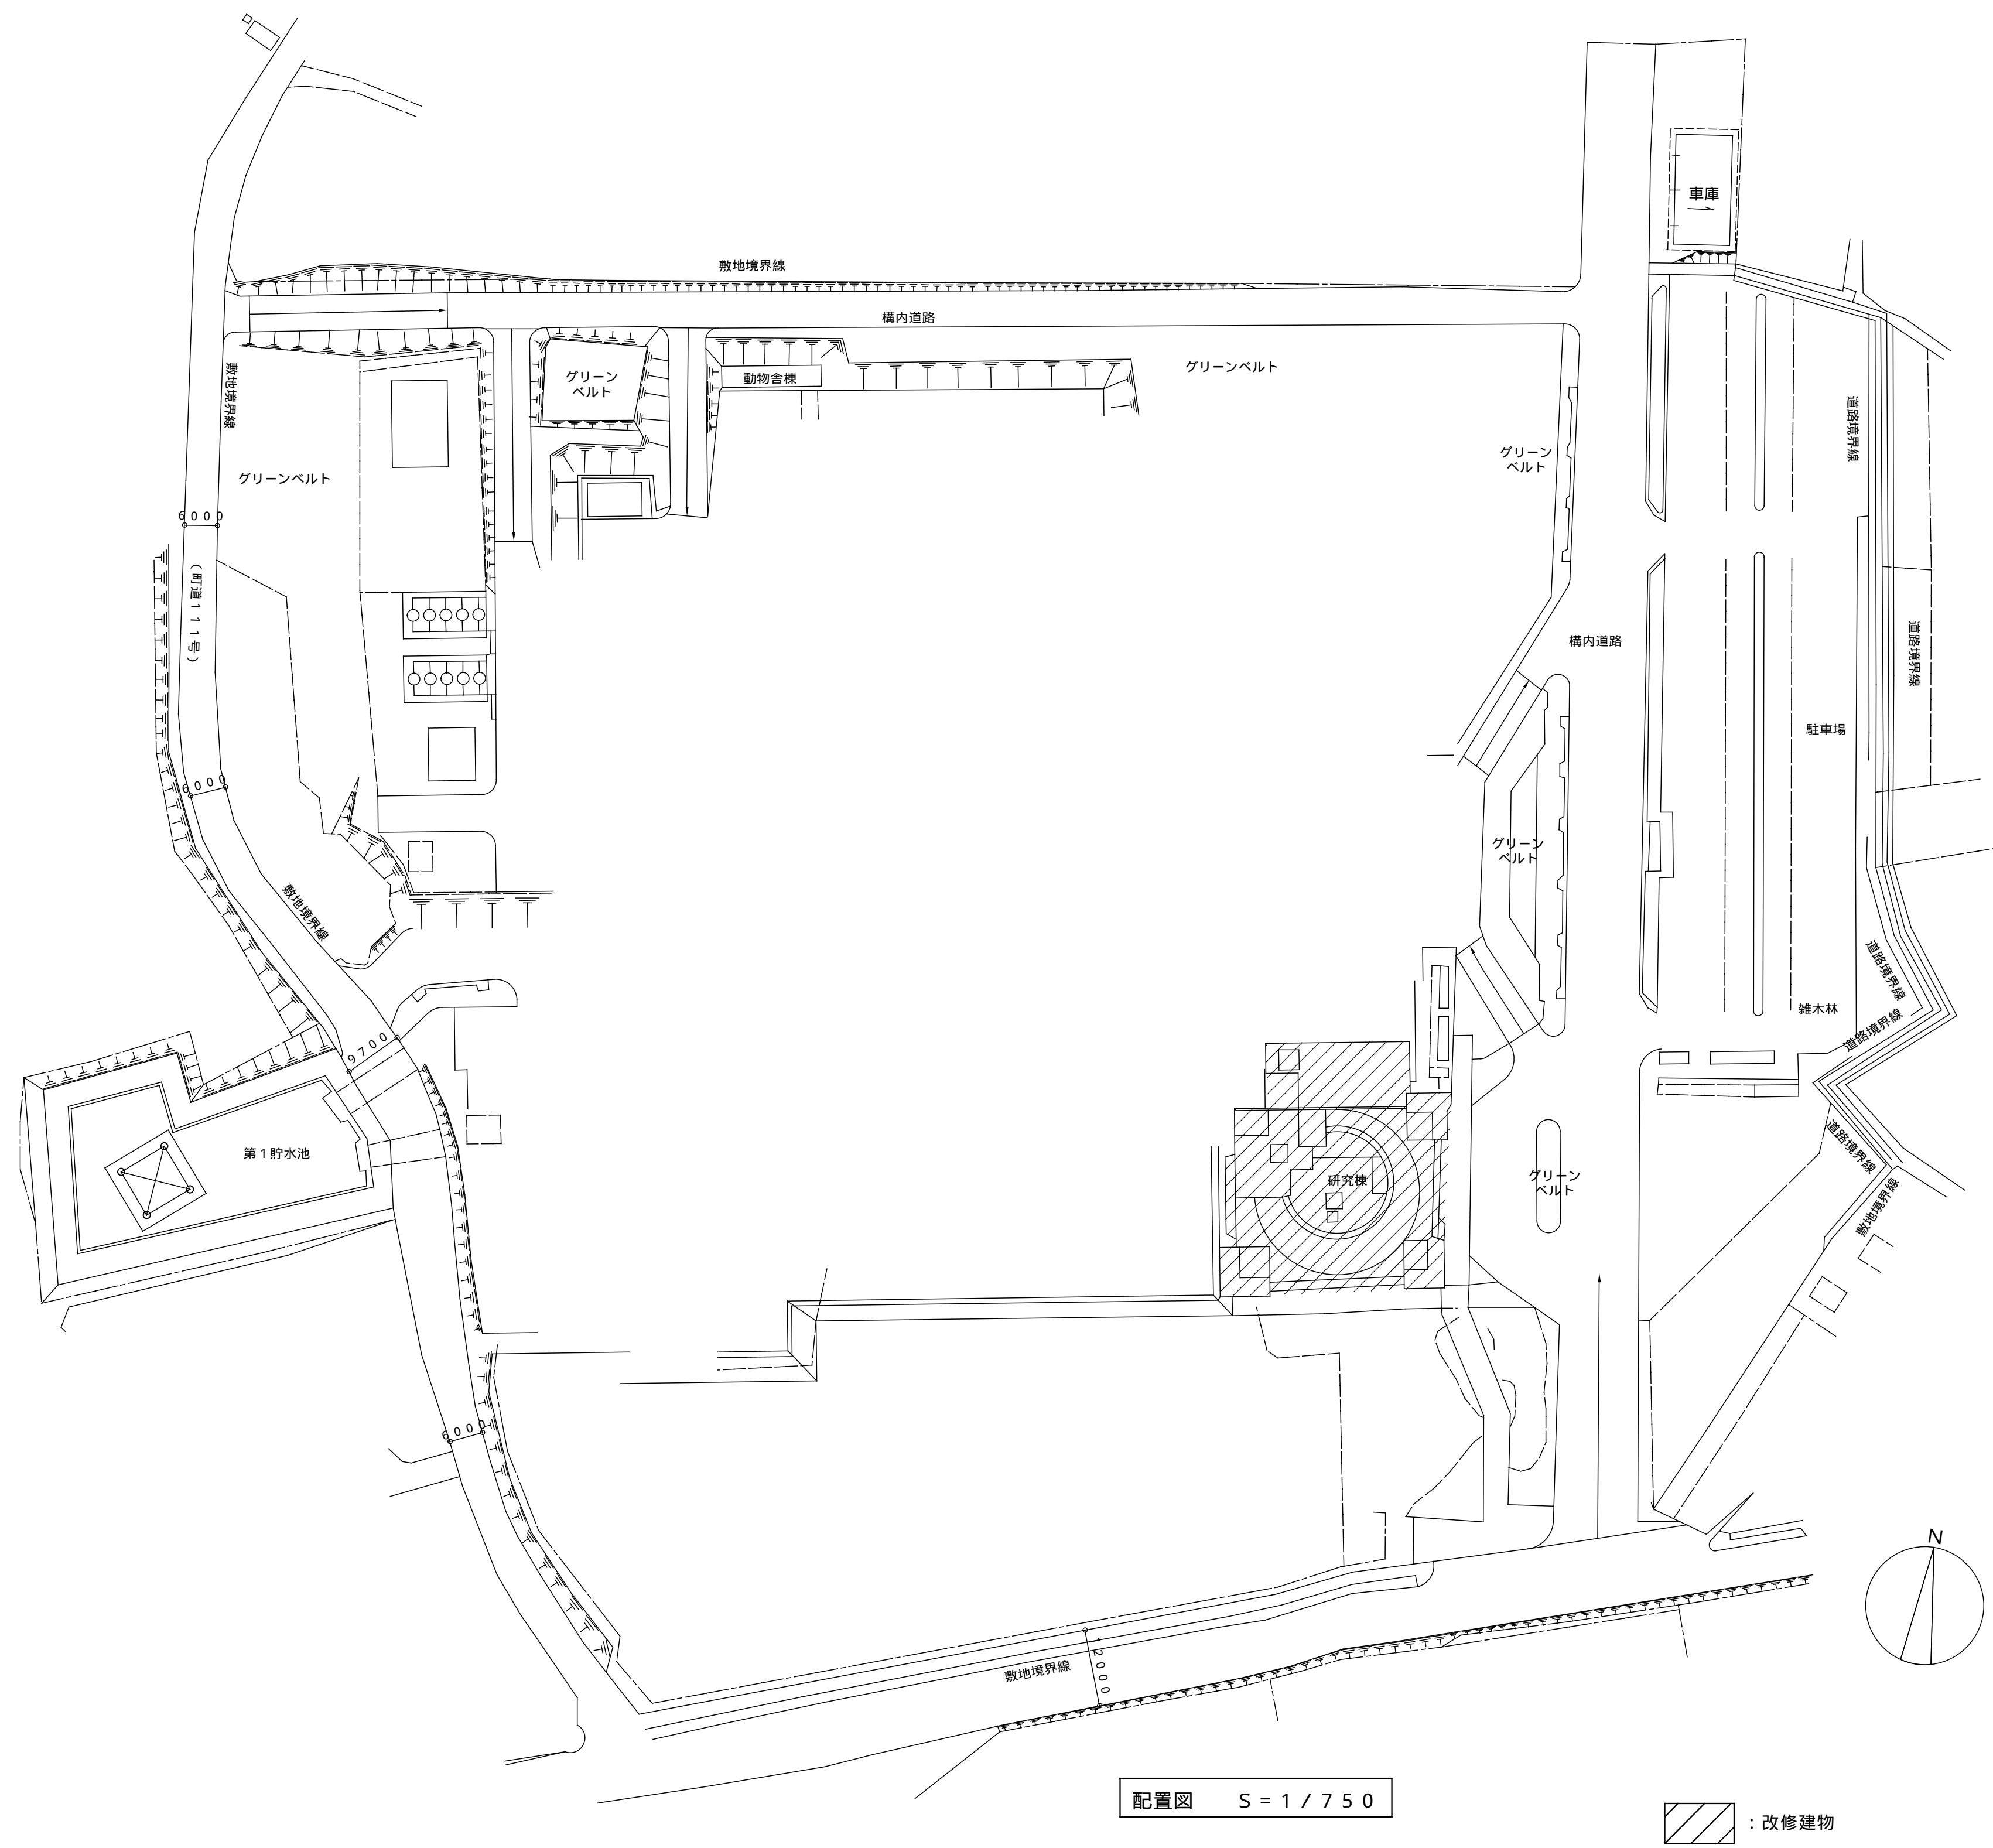 車庫
敷地境界線
構内道路
敷地境界線
グリーン
ベルト
動物舎棟
グリーンベルト
道路境界線
グリーンベルト
グリーン
ベルト
6000
(町道111号)
構内道路
道路境界線
駐車場
6000
グリーン
ベルト
敷地境界線
道路境界線
雑木林
道路境界線
9700
第1貯水池
道路境界線
研究棟
グリーン
ベルト
敷地境界線
6000
N
敷地境界線
12000
配置図 S=1/750
:改修建物